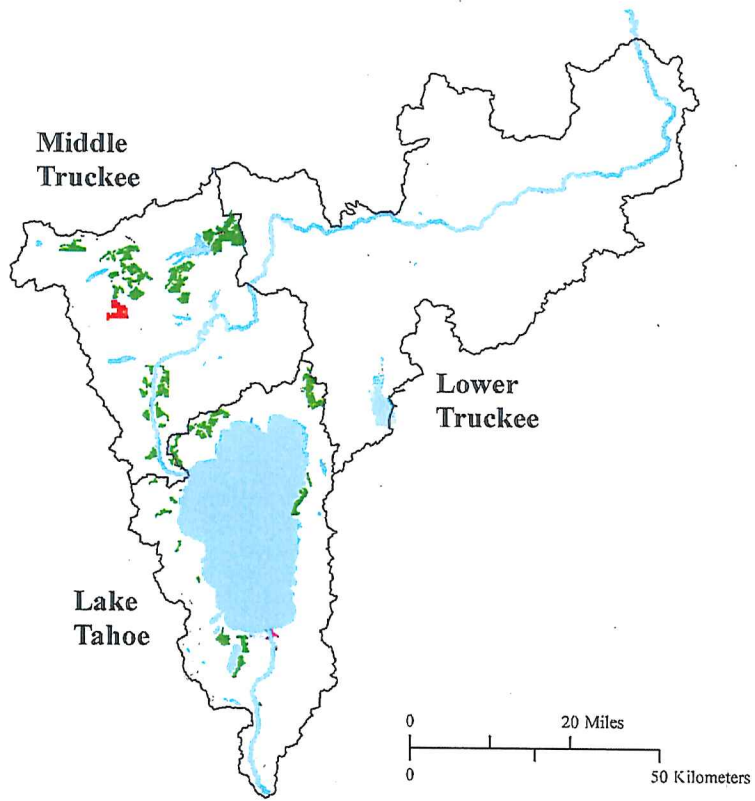 Middle
Truckee
Lower
Truckee
Lake
Tahoe
0 20 Miles
0 50 Kilometers